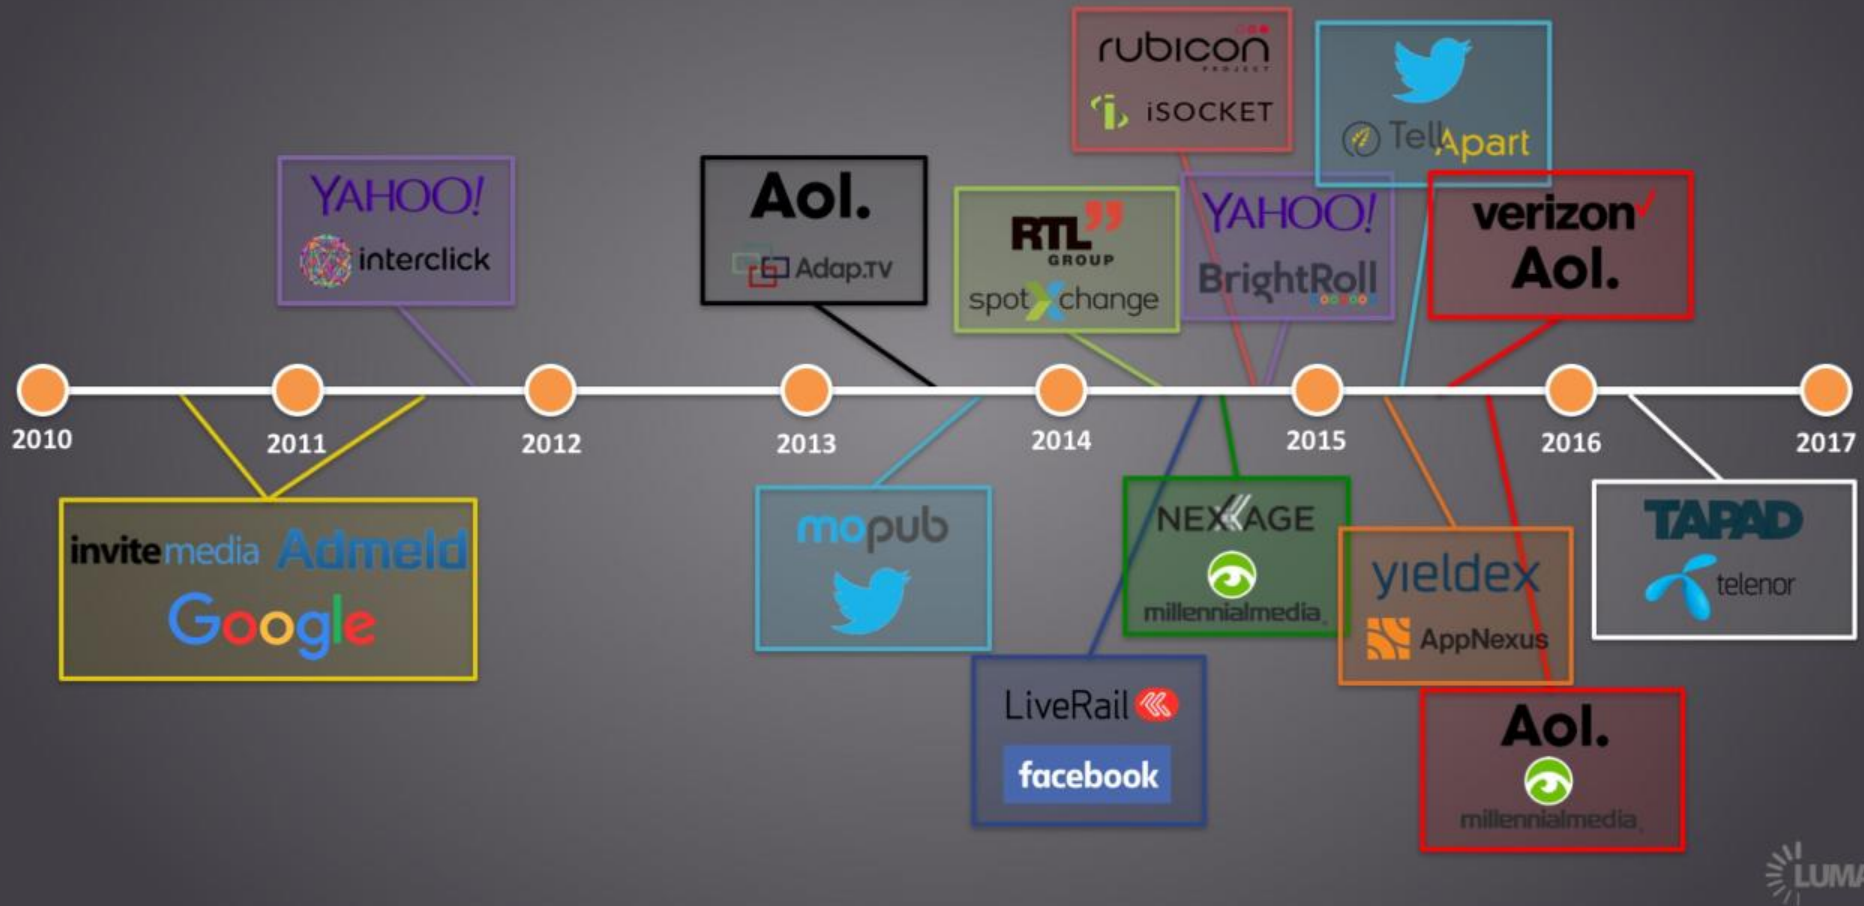 rubicon
PROJECT
iSOCKET
TellApart
YAHOO!
interclick
Aol.
Adap.TV
RTL
GROUP
spotXchange
YAHOO!
BrightRoll
verizon
Aol.
2010
2011
2012
2013
2014
2015
2016
2017
invitemedia Admeld
Google
mopub
LiveRail
facebook
NEXAGE
millennialmedia
yieldex
AppNexus
Aol.
millennialmedia
TAPAD
telenor
LUMA